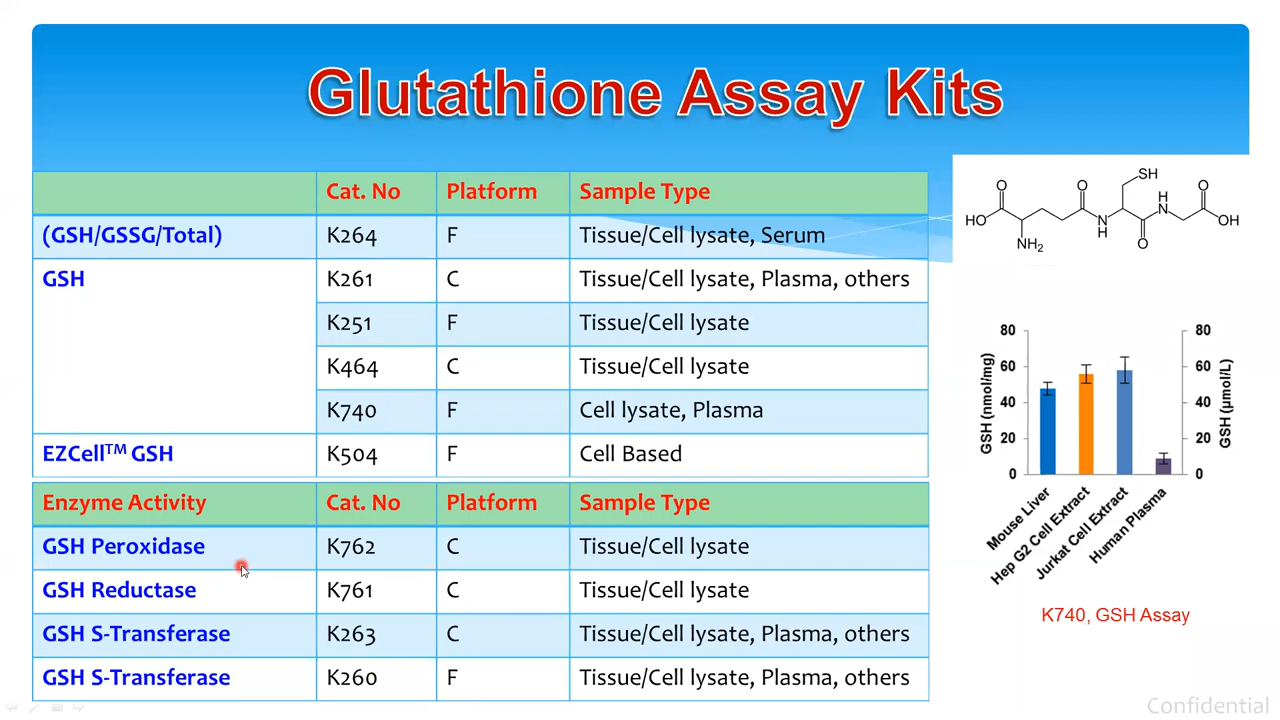 Glutathione Assay Kits
Cat. No Platform Sample Type
(GSH/GSSG/Total) K264 F Tissue/Cell lysate, Serum
GSH K261 C Tissue/Cell lysate, Plasma, others
K251 F Tissue/Cell lysate
K464 C Tissue/Cell lysate
K740 F Cell lysate, Plasma
EZCell™ GSH K504 F Cell Based
Enzyme Activity Cat. No Platform Sample Type
GSH Peroxidase K762 C Tissue/Cell lysate
GSH Reductase K761 C Tissue/Cell lysate
GSH S-Transferase K263 C Tissue/Cell lysate, Plasma, others
GSH S-Transferase K260 F Tissue/Cell lysate, Plasma, others
SH
O O H O
HO N N OH
NH₂ H O
80 80
60 60
40 40
20 20
0 0
GSH (nmol/mg)
GSH (µmol/L)
Mouse Liver
Hep G2 Cell Extract
Jurkat Cell Extract
Human Plasma
K740, GSH Assay
Confidential